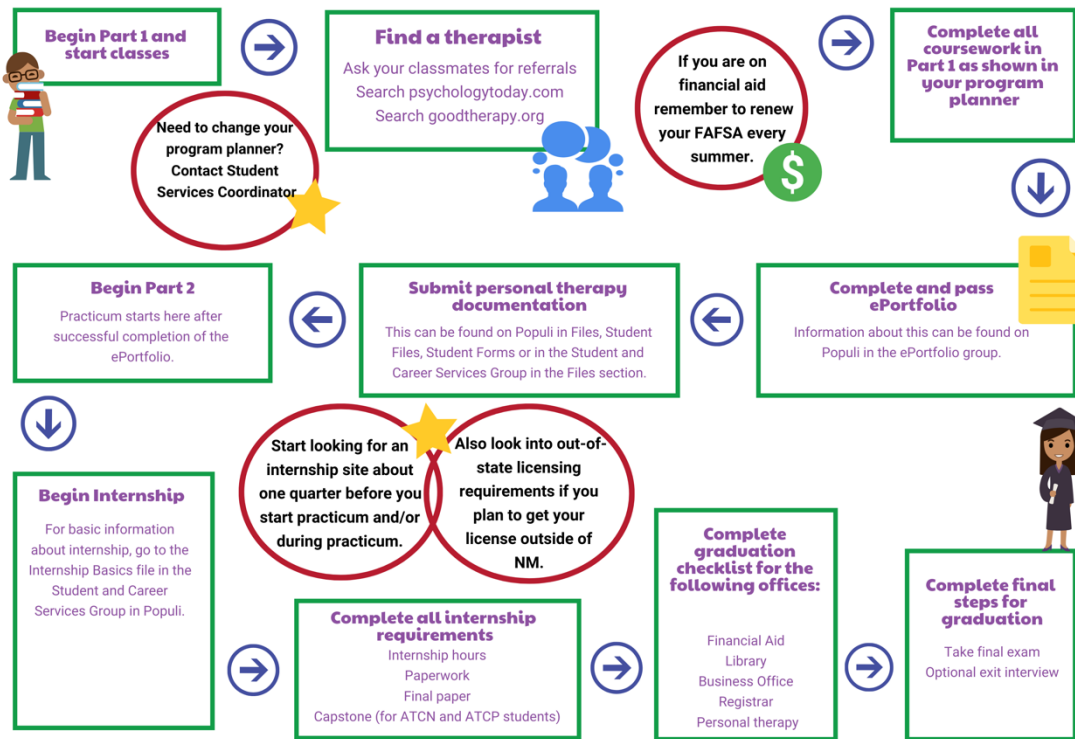 Begin Part 1 and
start classes
Find a therapist
Ask your classmates for referrals
Search psychologytoday.com
Search goodtherapy.org
Complete all
coursework in
Part 1 as shown in
your program
planner
Need to change your
program planner?
Contact Student
Services Coordinator
If you are on
financial aid
remember to renew
your FAFSA every
summer.
$
Complete and pass
ePortfolio
Information about this can be found on
Populi in the ePortfolio group.
Submit personal therapy
documentation
This can be found on Populi in Files, Student
Files, Student Forms or in the Student and
Career Services Group in the Files section.
Begin Part 2
Practicum starts here after
successful completion of the
ePortfolio.
Start looking for an
internship site about
one quarter before you
start practicum and/or
during practicum.
Also look into out-of-
state licensing
requirements if you
plan to get your
license outside of
NM.
Begin Internship
For basic information
about internship, go to the
Internship Basics file in the
Student and Career
Services Group in Populi.
Complete all internship
requirements
Internship hours
Paperwork
Final paper
Capstone (for ATCN and ATCP students)
Complete
graduation
checklist for the
following offices:
Financial Aid
Library
Business Office
Registrar
Personal therapy
Complete final
steps for
graduation
Take final exam
Optional exit interview